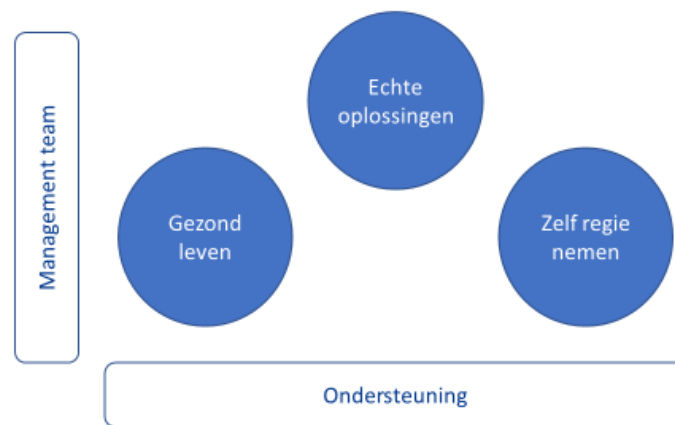 Management team
Echte
oplossingen
Gezond
leven
Zelf regie
nemen
Ondersteuning